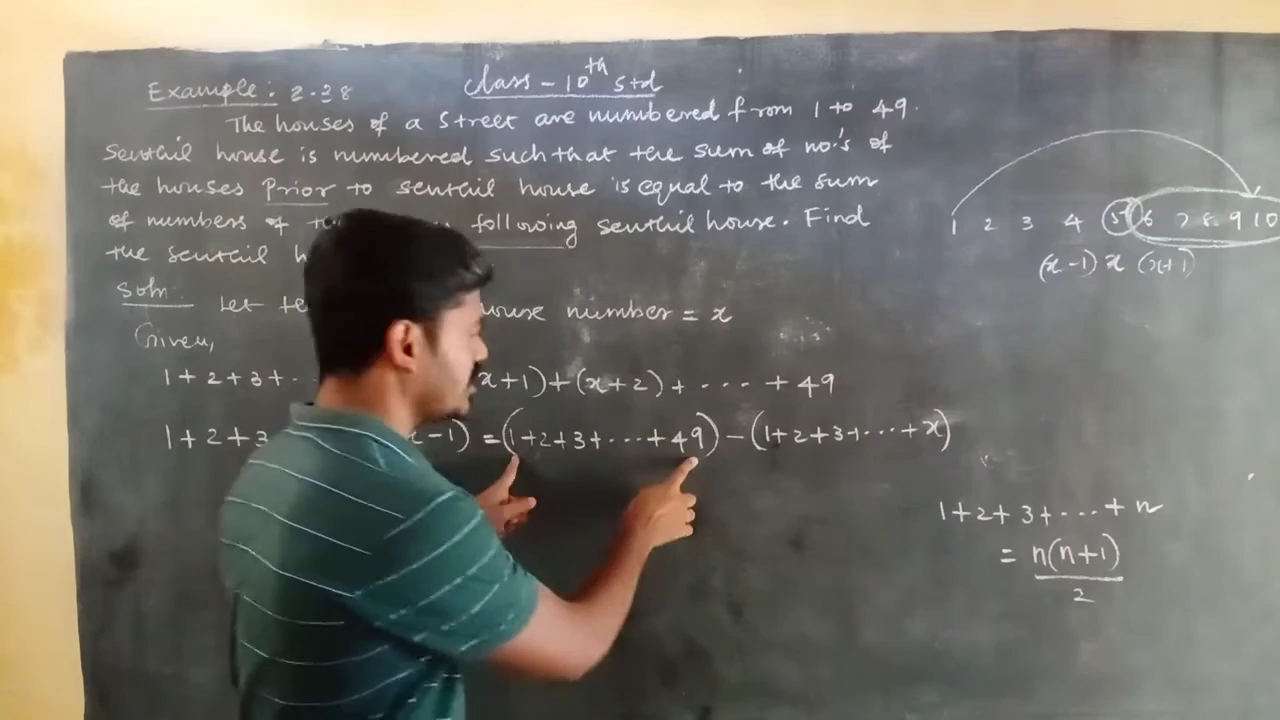 Example: 2.38
class - 10th std
The houses of a street are numbered from 1 to 49.
Senthil house is numbered such that the sum of no's of
the houses Prior to senthil house is equal to the sum
of numbers of following senthil house. Find
the senthil
Soln: Let house number = x
Given,
1+2+3+.. x+1)+(x+2)+....+49
1+2+3 x-1) =(1+2+3+....+49)-(1+2+3+....+x)
1 2 3 4 5 6 7 8 9 10
(x-1) x (x+1)
1+2+3+....+n
= n(n+1)
2